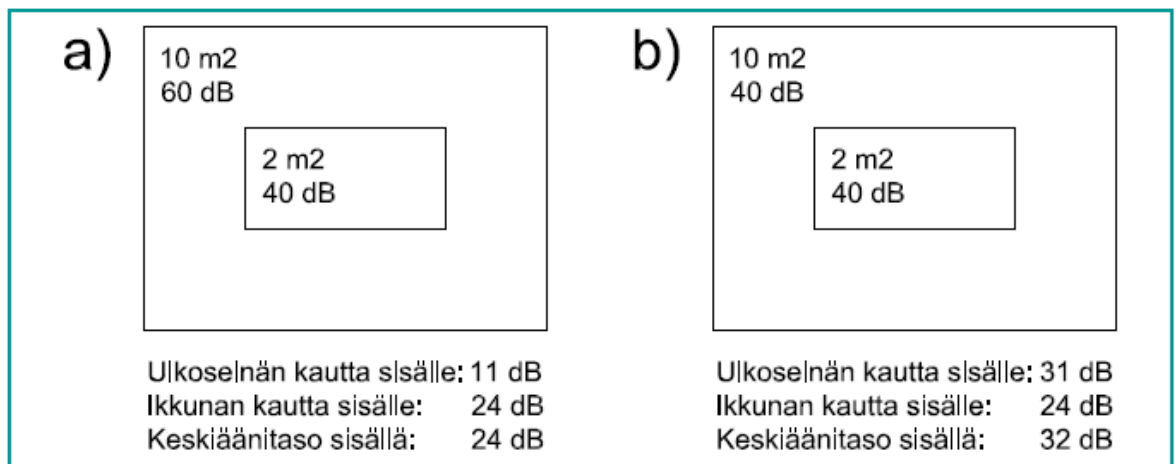 a)
10 m2
60 dB
2 m2
40 dB
Ulkoseinän kautta sisälle: 11 dB
Ikkunan kautta sisälle: 24 dB
Keskiäänitaso sisällä: 24 dB
b)
10 m2
40 dB
2 m2
40 dB
Ulkoseinän kautta sisälle: 31 dB
Ikkunan kautta sisälle: 24 dB
Keskiäänitaso sisällä: 32 dB